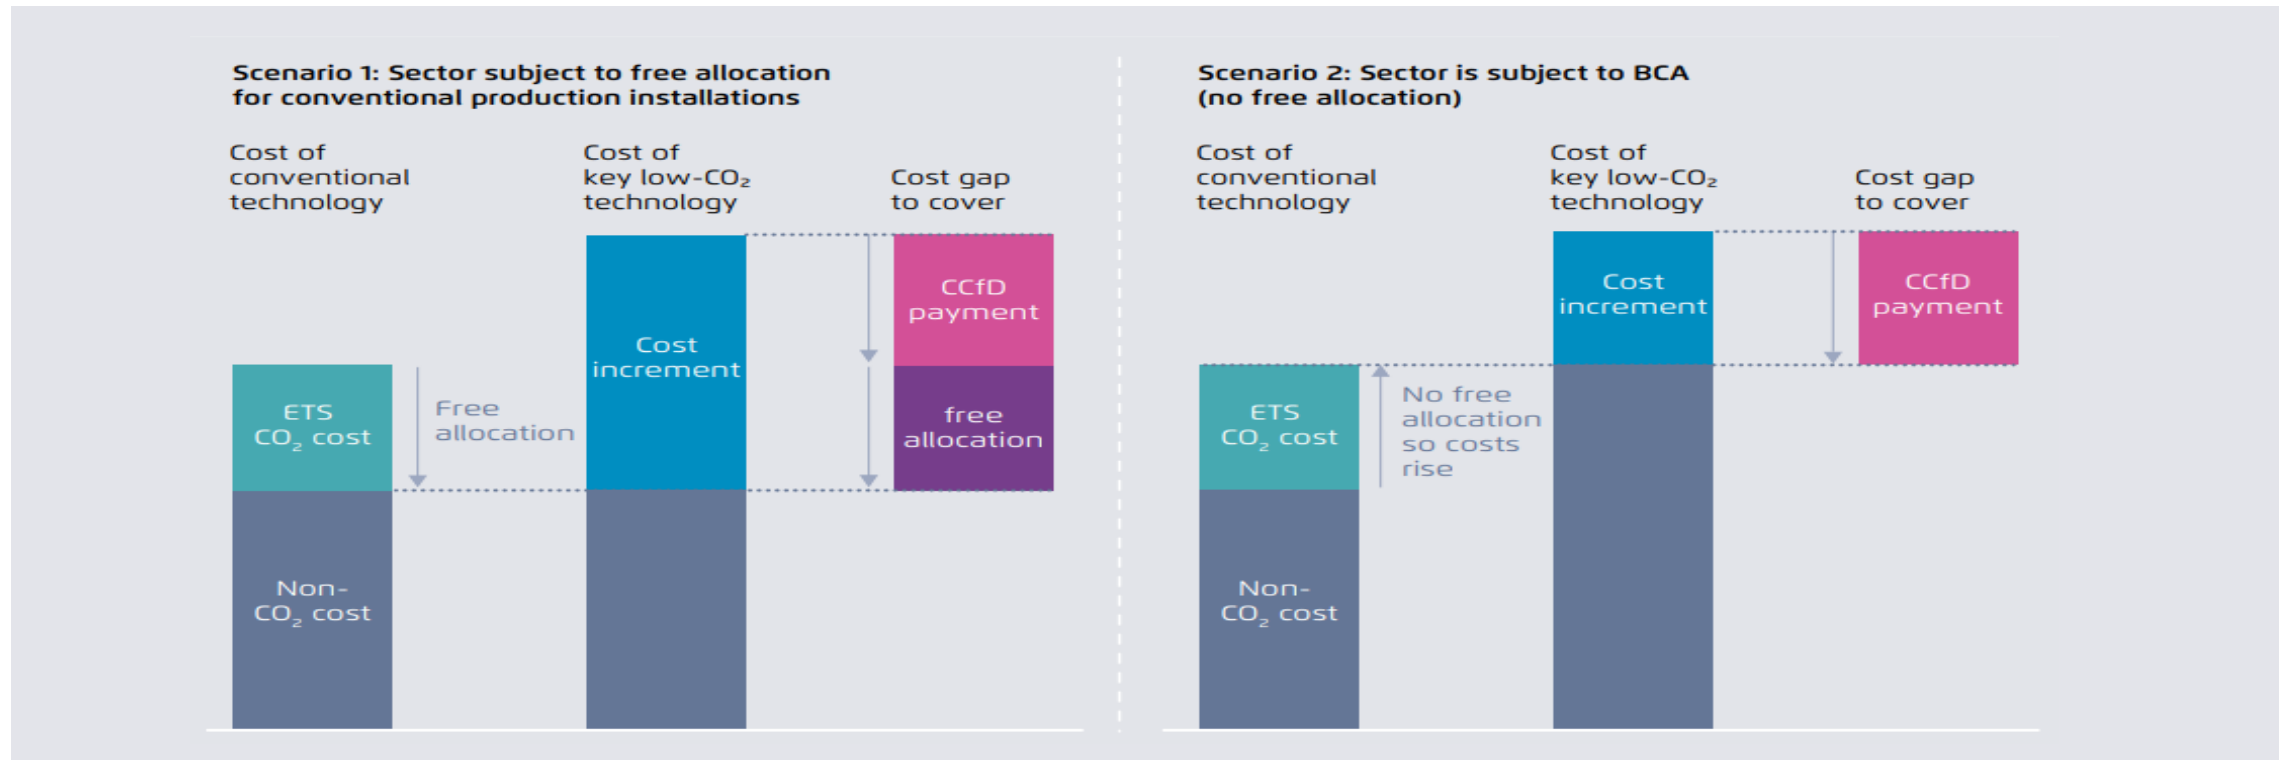 Scenario 1: Sector subject to free allocation
for conventional production installations
Cost of
conventional
technology
Cost of
key low-CO₂
technology
Cost gap
to cover
ETS
CO₂ cost
Non-
CO₂ cost
Free
allocation
Cost
increment
CCfD
payment
free
allocation
Scenario 2: Sector is subject to BCA
(no free allocation)
Cost of
conventional
technology
Cost of
key low-CO₂
technology
Cost gap
to cover
ETS
CO₂ cost
Non-
CO₂ cost
No free
allocation
so costs
rise
Cost
increment
CCfD
payment